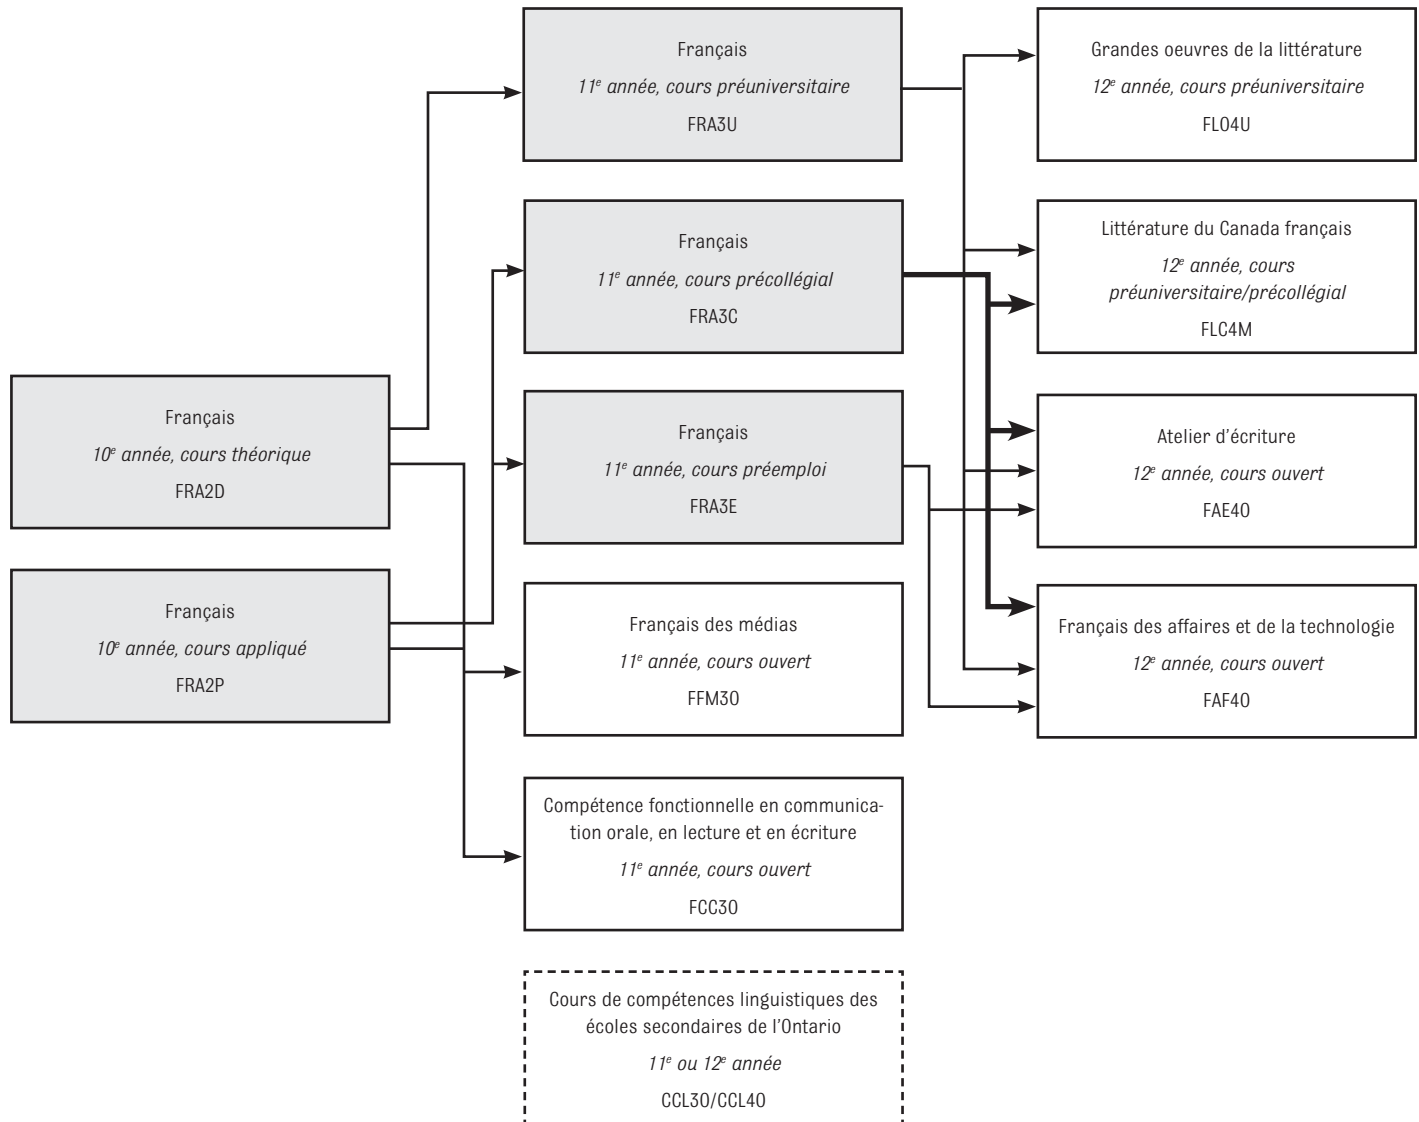 Français
10e année, cours théorique
FRA2D
Français
10e année, cours appliqué
FRA2P
Français
11e année, cours préuniversitaire
FRA3U
Français
11e année, cours précollégial
FRA3C
Français
11e année, cours préemploi
FRA3E
Français des médias
11e année, cours ouvert
FFM3O
Compétence fonctionnelle en communica-
tion orale, en lecture et en écriture
11e année, cours ouvert
FCC3O
Cours de compétences linguistiques des
écoles secondaires de l'Ontario
11e ou 12e année
CCL3O/CCL4O
Grandes oeuvres de la littérature
12e année, cours préuniversitaire
FLO4U
Littérature du Canada français
12e année, cours
préuniversitaire/précollégial
FLC4M
Atelier d'écriture
12e année, cours ouvert
FAE4O
Français des affaires et de la technologie
12e année, cours ouvert
FAF4O